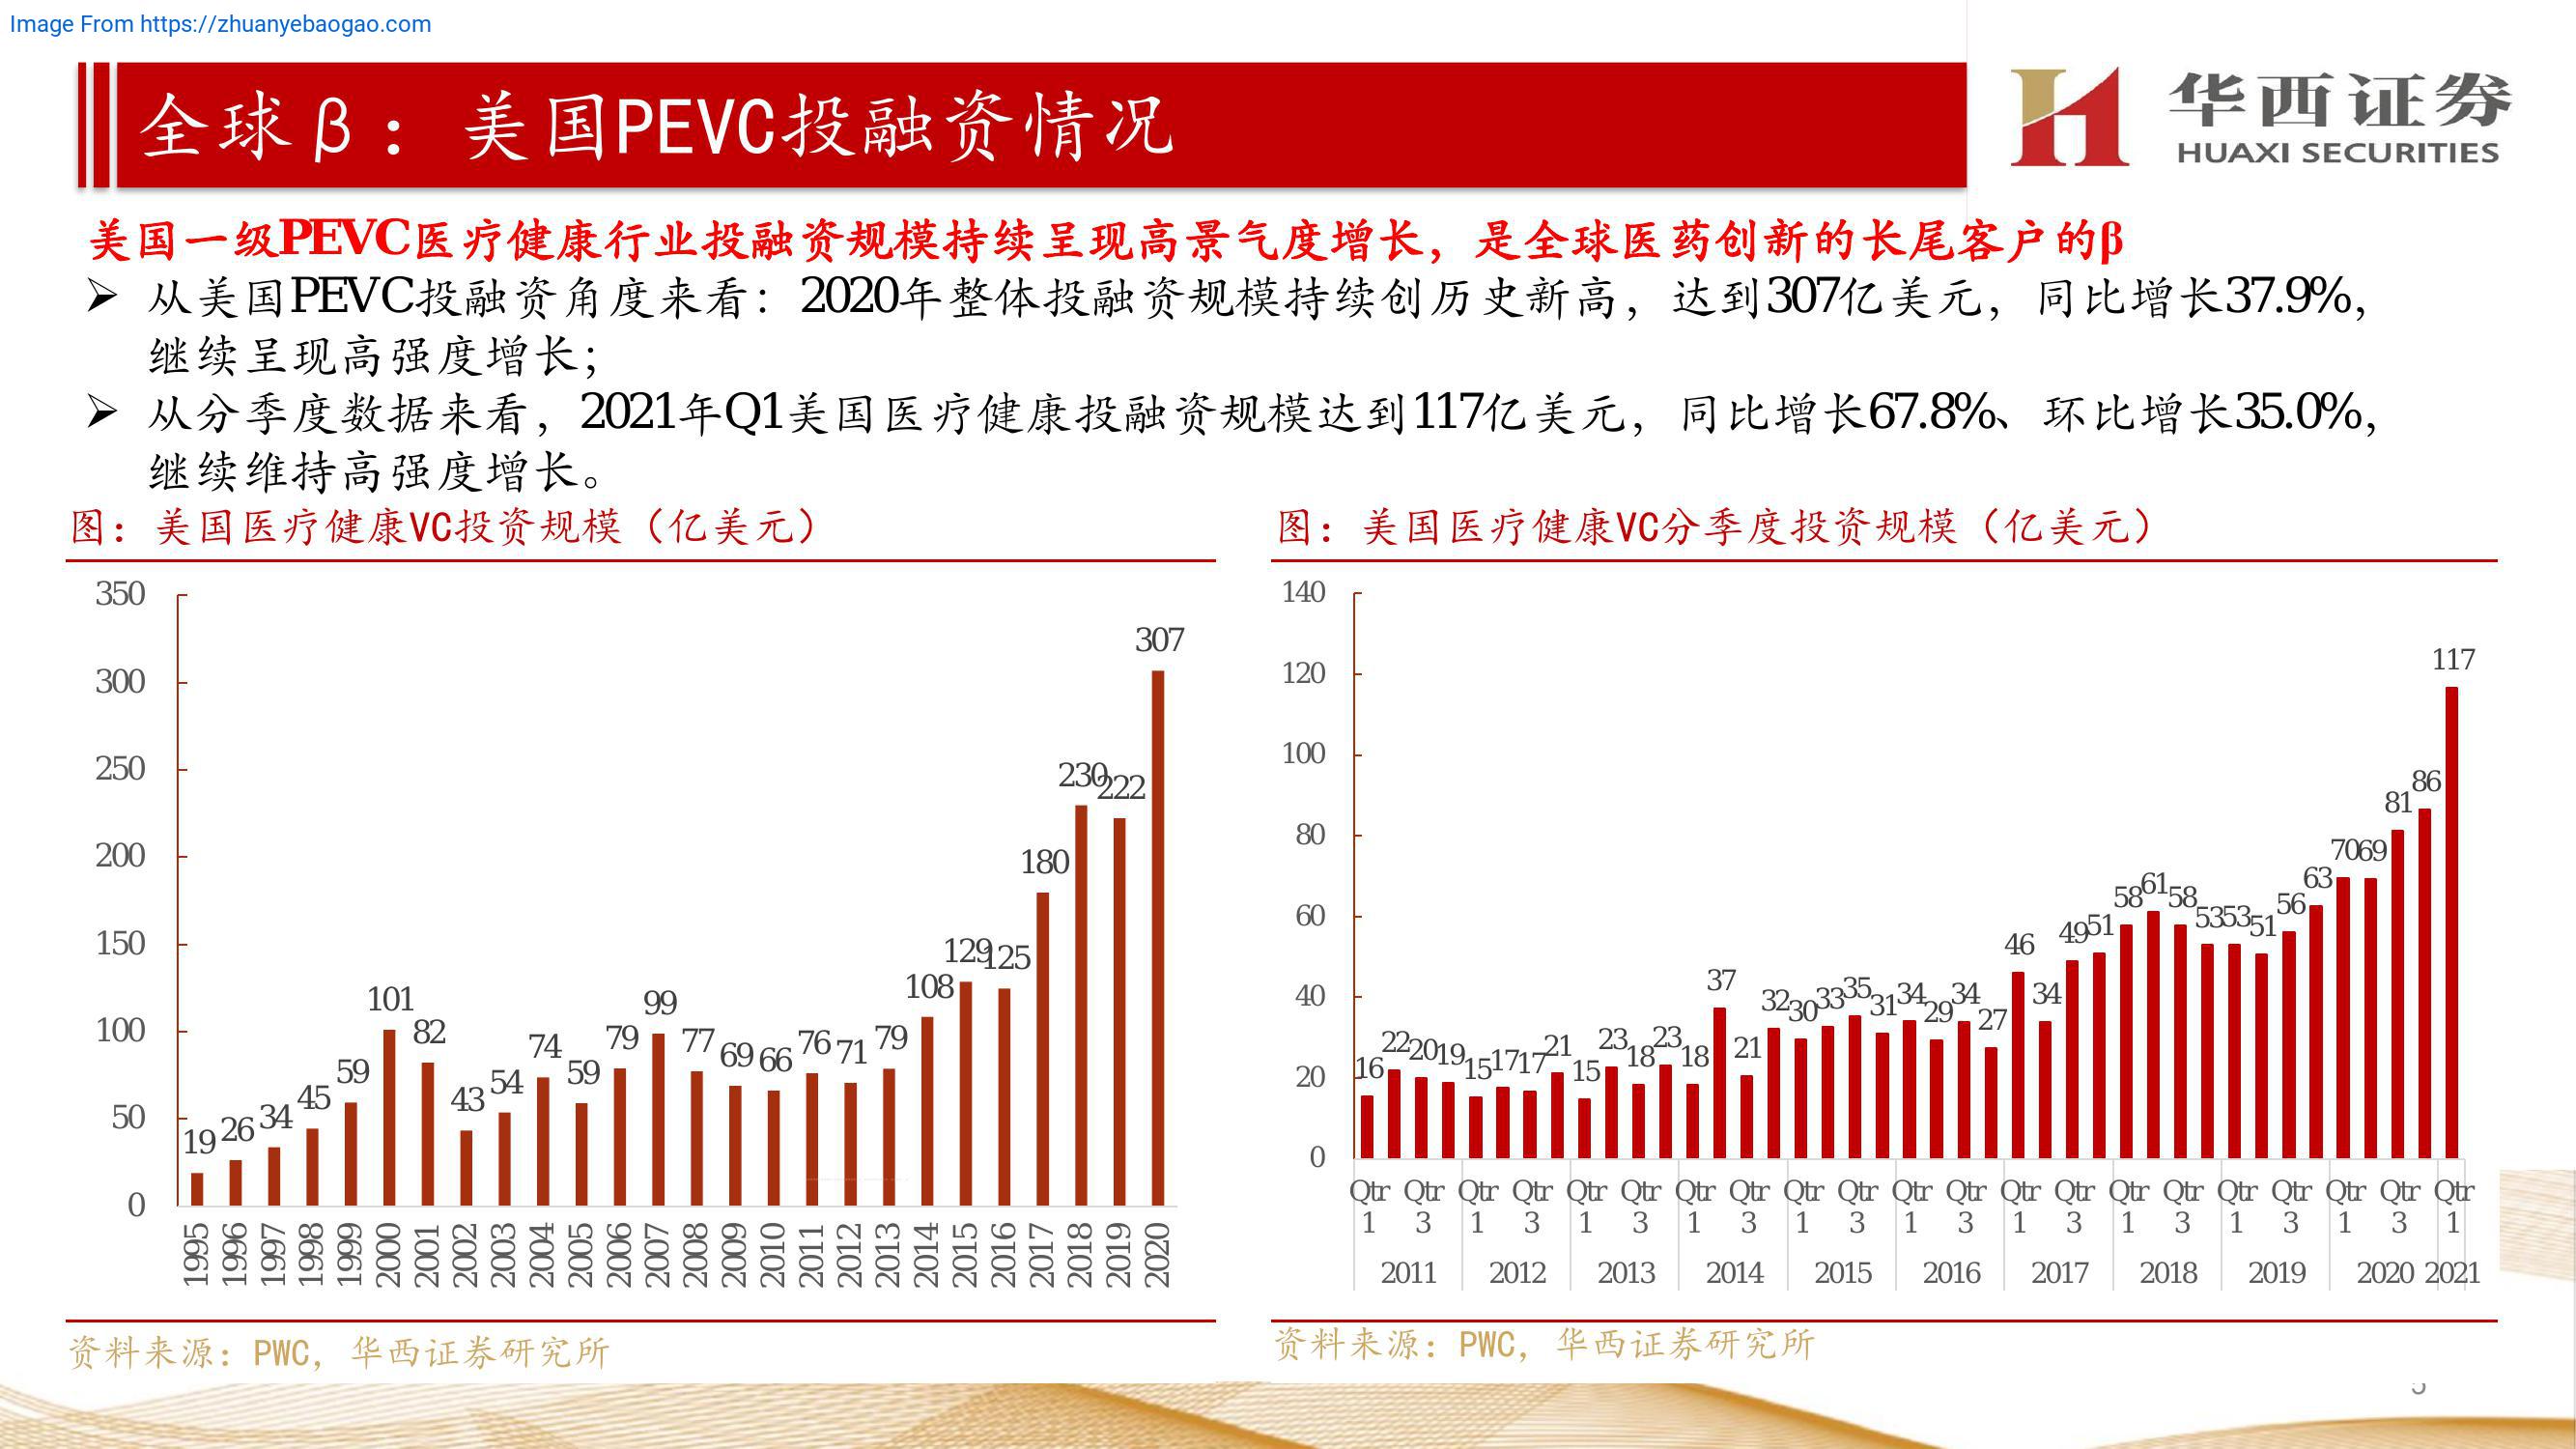 Image From https://zhuanyebaogao.com
全球β：美国PEVC投融资情况
华西证券
HUAXI SECURITIES
美国一级PEVC医疗健康行业投融资规模持续呈现高景气度增长，是全球医药创新的长尾客户的β
➢ 从美国PEVC投融资角度来看：2020年整体投融资规模持续创历史新高，达到307亿美元，同比增长37.9%，
继续呈现高强度增长；
➢ 从分季度数据来看，2021年Q1美国医疗健康投融资规模达到117亿美元，同比增长67.8%、环比增长35.0%，
继续维持高强度增长。
图：美国医疗健康VC投资规模（亿美元）
350
300
250
200
150
100
50
0
19 26 34 45 59 101 82 43 54 74 59 79 99 77 69 66 76 71 79 108 129 125 180 230 222 307
1995 1996 1997 1998 1999 2000 2001 2002 2003 2004 2005 2006 2007 2008 2009 2010 2011 2012 2013 2014 2015 2016 2017 2018 2019 2020
资料来源：PWC，华西证券研究所
图：美国医疗健康VC分季度投资规模（亿美元）
140
120
100
80
60
40
20
0
16 22 20 19 15 17 17 21 15 23 18 23 18 37 21 32 30 33 35 31 34 29 34 27 46 34 49 51 58 61 58 53 53 51 56 63 70 69 81 86 117
Qtr Qtr Qtr Qtr Qtr Qtr Qtr Qtr Qtr Qtr Qtr Qtr Qtr Qtr Qtr Qtr Qtr Qtr Qtr Qtr Qtr
1 3 1 3 1 3 1 3 1 3 1 3 1 3 1 3 1 3 1 3 1
2011 2012 2013 2014 2015 2016 2017 2018 2019 2020 2021
资料来源：PWC，华西证券研究所
5